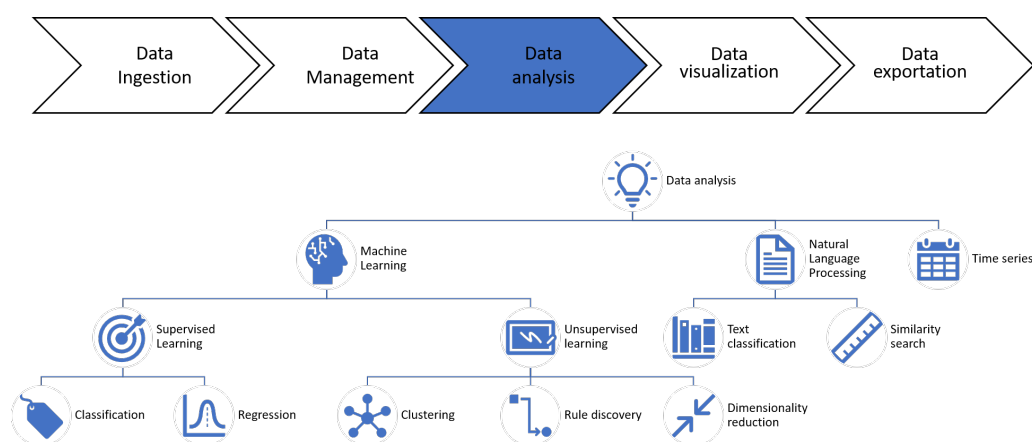 Data
Ingestion
Data
Management
Data
analysis
Data
visualization
Data
exportation
Data analysis
Machine
Learning
Natural
Language
Processing
Time series
Supervised
Learning
Unsupervised
learning
Text
classification
Similarity
search
Classification
Regression
Clustering
Rule discovery
Dimensionality
reduction